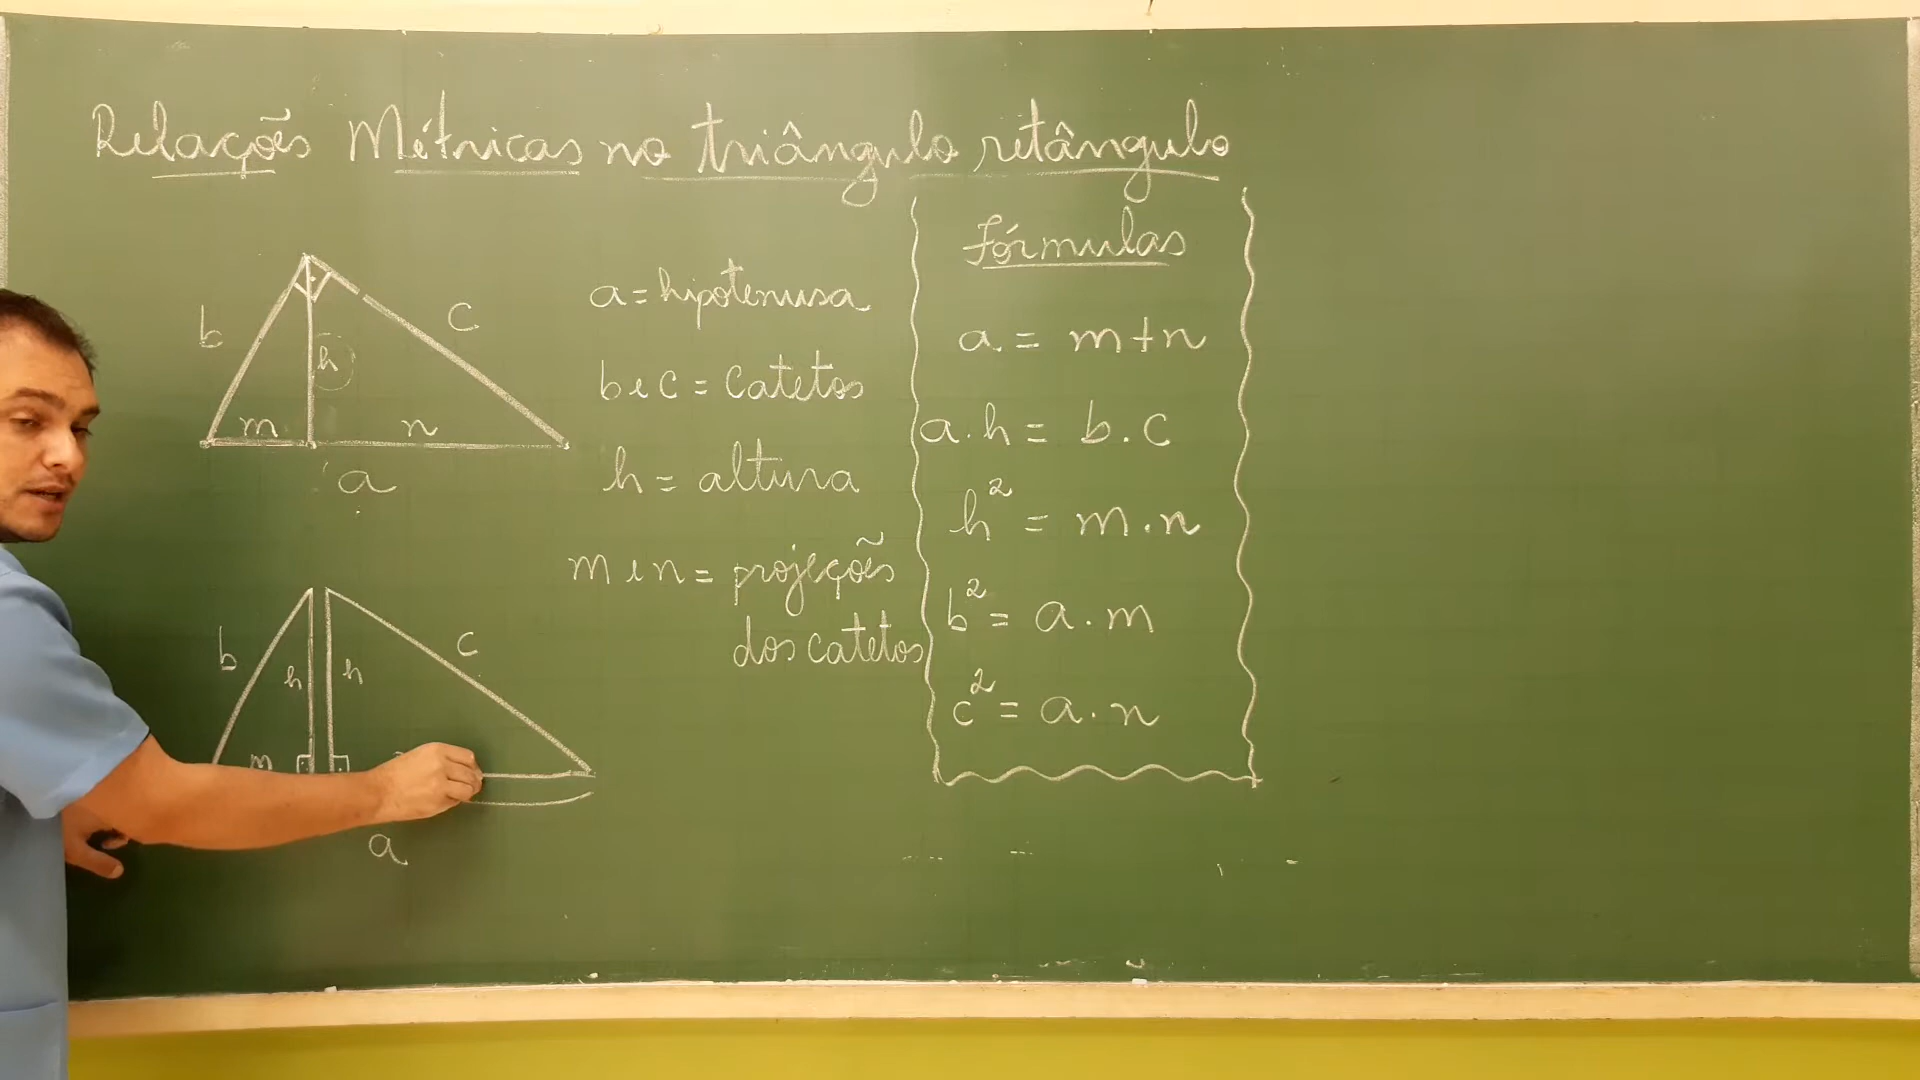 Relações Métricas no triângulo retângulo
b
c
h
m
n
a
a = hipotenusa
b e c = catetos
h = altura
m e n = projeções
dos catetos
Fórmulas
a = m + n
a . h = b . c
h² = m . n
b² = a . m
c² = a . n
b
h
h
c
m
a